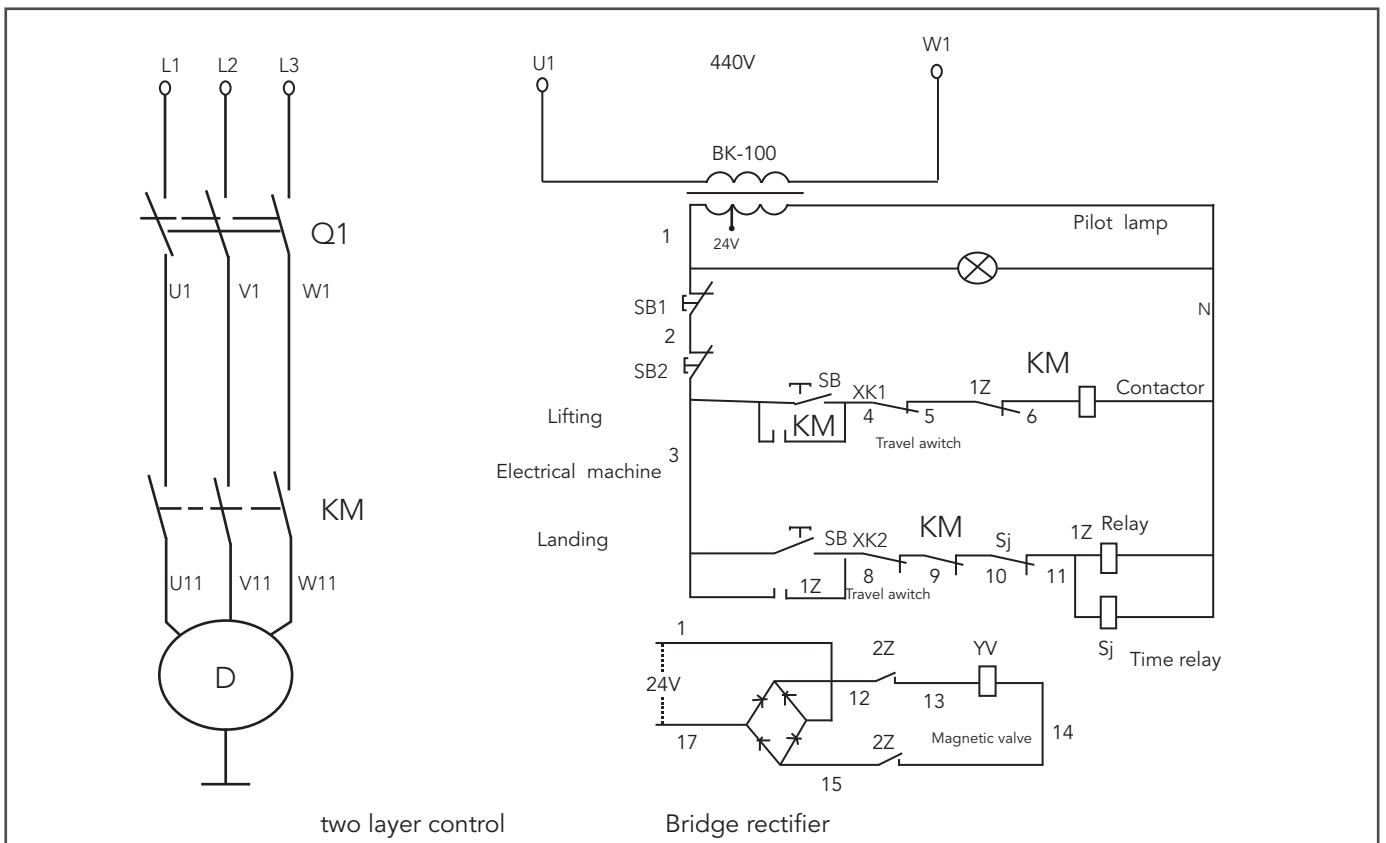 L1 L2 L3
U1 440V W1
BK-100
1 24V Pilot lamp
Q1
U1 V1 W1
SB1 N
2
SB2 KM
SB XK1 1Z Contactor
Lifting KM 4 5 6
Travel awitch
3
Electrical machine
KM
Landing SB XK2 KM Sj 1Z Relay
U11 V11 W11
1Z 8 9 10 11
Travel awitch
1 2Z YV Sj Time relay
D 24V 12 13
17 2Z Magnetic valve 14
15
two layer control Bridge rectifier